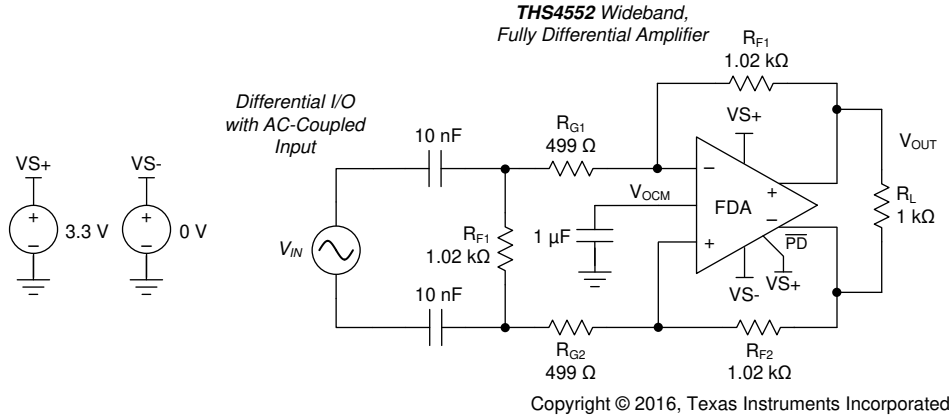 THS4552 Wideband,
Fully Differential Amplifier
RF1
1.02 kΩ
Differential I/O
with AC-Coupled
Input
10 nF
RG1
499 Ω
VS+
VOUT
VS+
VS-
VOCM
−
+
FDA
−
+
RL
1 kΩ
+
−
3.3 V
+
−
0 V
VIN
RF1
1.02 kΩ
1 µF
PD
VS+
VS-
10 nF
RG2
499 Ω
RF2
1.02 kΩ
Copyright © 2016, Texas Instruments Incorporated